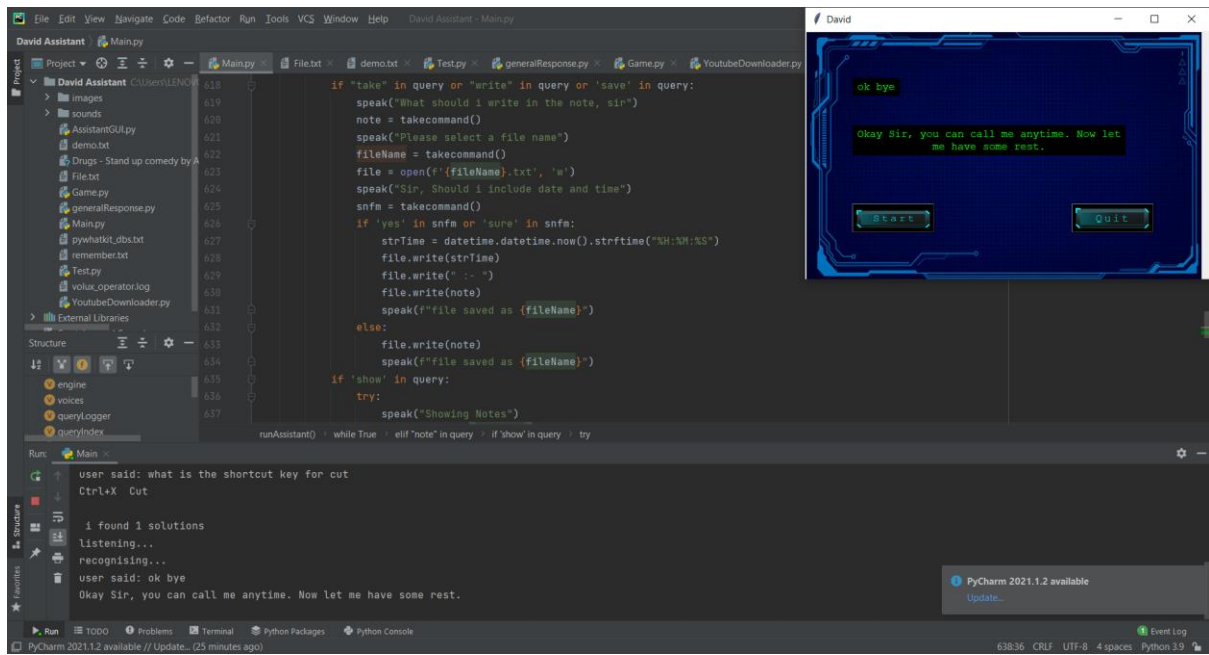 File Edit View Navigate Code Refactor Run Tools VCS Window Help David Assistant - Main.py
David Assistant Main.py
Project Main.py File.txt demo.txt Test.py generalResponse.py Game.py YoutubeDownloader.py
Project
David Assistant C:\Users\LENOV
images
sounds
AssistantGUI.py
demo.txt
Drugs - Stand up comedy by A
File.txt
Game.py
generalResponse.py
Main.py
pywhatkit_dbs.txt
remember.txt
Test.py
volux_operator.log
YoutubeDownloader.py
External Libraries
618 if "take" in query or "write" in query or 'save' in query:
619 speak("What should i write in the note, sir")
620 note = takecommand()
621 speak("Please select a file name")
622 fileName = takecommand()
623 file = open(f'{fileName}.txt', 'w')
624 speak("Sir, Should i include date and time")
625 snfm = takecommand()
626 if 'yes' in snfm or 'sure' in snfm:
627 strTime = datetime.datetime.now().strftime("%H:%M:%S")
628 file.write(strTime)
629 file.write(" :- ")
630 file.write(note)
631 speak(f"file saved as {fileName}")
632 else:
633 file.write(note)
634 speak(f"file saved as {fileName}")
635 if 'show' in query:
636 try:
637 speak("Showing Notes")
runAssistant() while True elif "note" in query if 'show' in query try
David
ok bye
Okay Sir, you can call me anytime. Now let
me have some rest.
Start Quit
Structure
engine
voices
queryLogger
queryIndex
Run: Main
user said: what is the shortcut key for cut
Ctrl+X Cut
i found 1 solutions
listening...
recognising...
user said: ok bye
Okay Sir, you can call me anytime. Now let me have some rest.
Structure
Favorites
PyCharm 2021.1.2 available
Update...
Run TODO Problems Terminal Python Packages Python Console 1 Event Log
PyCharm 2021.1.2 available // Update... (25 minutes ago) 638:36 CRLF UTF-8 4 spaces Python 3.9